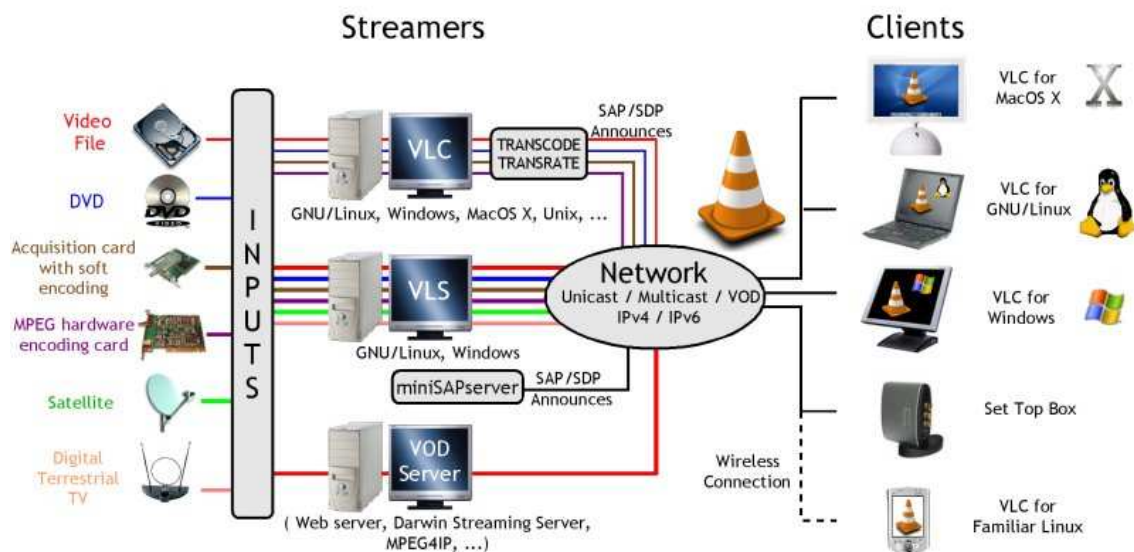 Streamers
Clients
Video
File
DVD
DVD
VIDEO
Acquisition card
with soft
encoding
MPEG hardware
encoding card
Satellite
Digital
Terrestrial
TV
INPUTS
VLC
TRANSCODE
TRANSRATE
SAP/SDP
Announces
GNU/Linux, Windows, MacOS X, Unix, ...
VLS
GNU/Linux, Windows
Network
Unicast / Multicast / VOD
IPv4 / IPv6
miniSAPserver
SAP/SDP
Announces
VOD
Server
( Web server, Darwin Streaming Server,
MPEG4IP, ...)
VLC for
MacOS X
X
VLC for
GNU/Linux
VLC for
Windows
Set Top Box
Wireless
Connection
VLC for
Familiar Linux